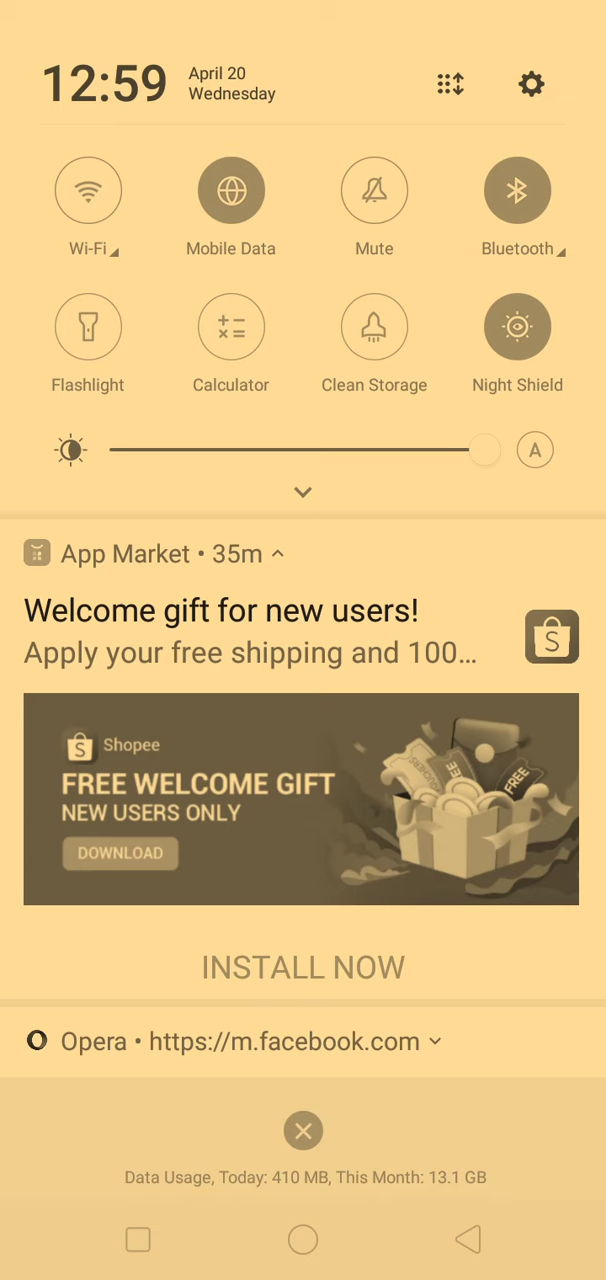 12:59
April 20
Wednesday
Wi-Fi
Mobile Data
Mute
Bluetooth
Flashlight
Calculator
Clean Storage
Night Shield
A
App Market • 35m
Welcome gift for new users!
Apply your free shipping and 100...
S
S Shopee
FREE WELCOME GIFT
NEW USERS ONLY
DOWNLOAD
VOUCHERS
FREE
FREE
INSTALL NOW
Opera • https://m.facebook.com
Data Usage, Today: 410 MB, This Month: 13.1 GB